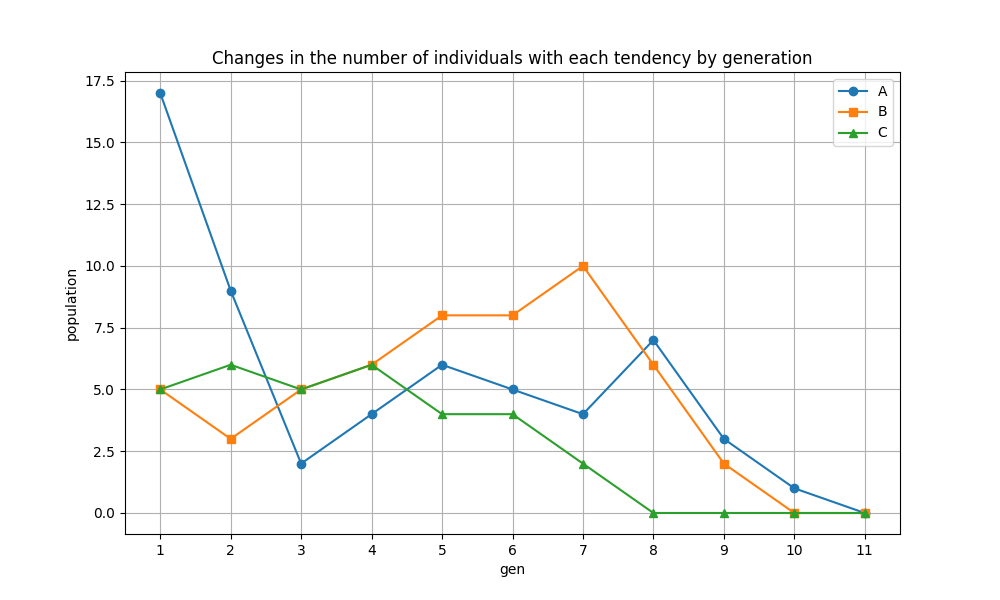 Changes in the number of individuals with each tendency by generation
17.5
15.0
12.5
10.0
7.5
5.0
2.5
0.0
population
A
B
C
1 2 3 4 5 6 7 8 9 10 11
gen